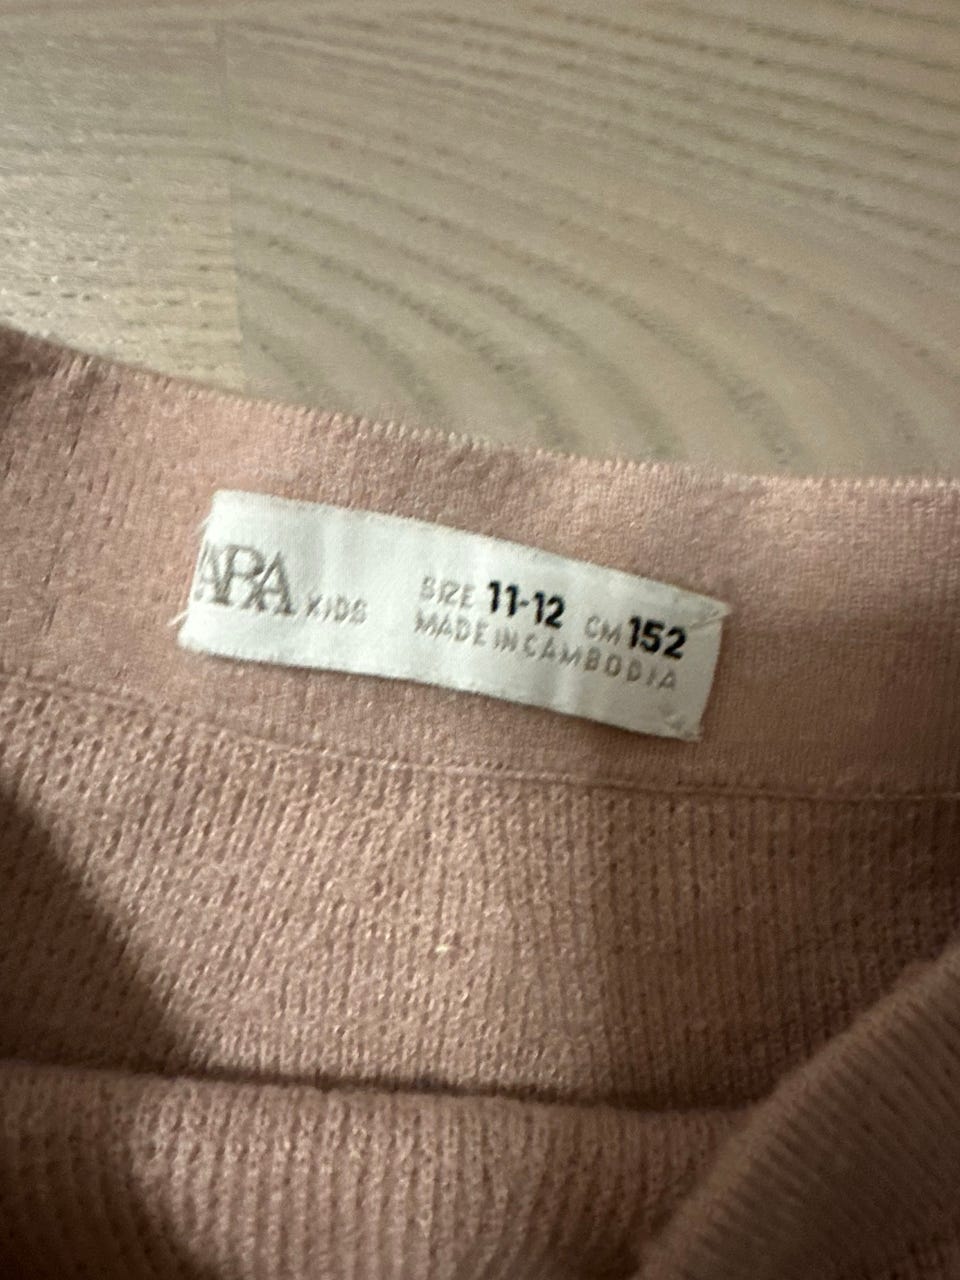 ARA KIDS
SIZE 11-12 CM 152
MADE IN CAMBODIA